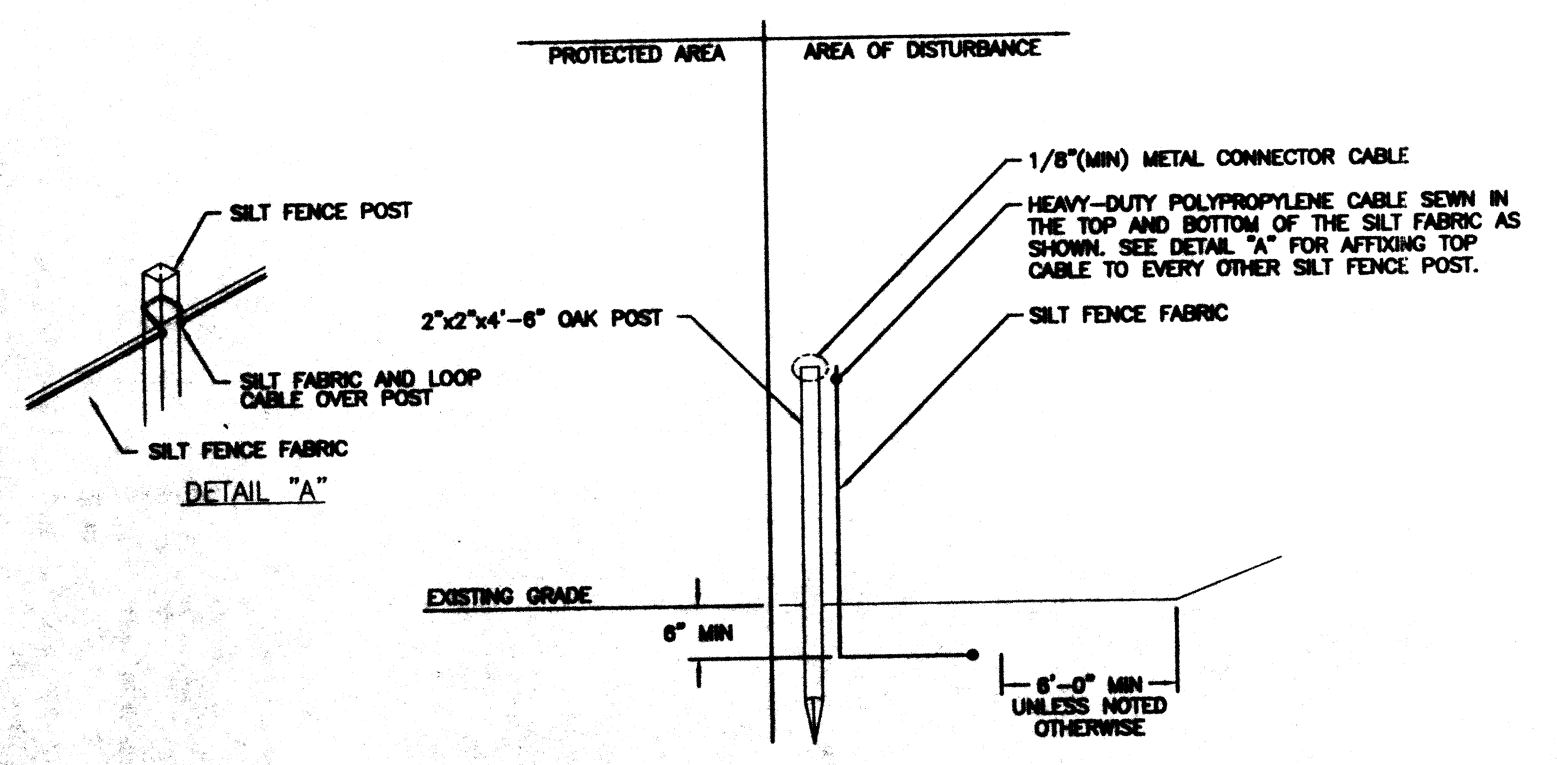 PROTECTED AREA
AREA OF DISTURBANCE
1/8"(MIN) METAL CONNECTOR CABLE
HEAVY-DUTY POLYPROPYLENE CABLE SEWN IN
THE TOP AND BOTTOM OF THE SILT FABRIC AS
SHOWN. SEE DETAIL "A" FOR AFFIXING TOP
CABLE TO EVERY OTHER SILT FENCE POST.
SILT FENCE POST
2"x2"x4'-6" OAK POST
SILT FENCE FABRIC
SILT FABRIC AND LOOP
CABLE OVER POST
SILT FENCE FABRIC
DETAIL "A"
EXISTING GRADE
6" MIN
6'-0" MIN
UNLESS NOTED
OTHERWISE